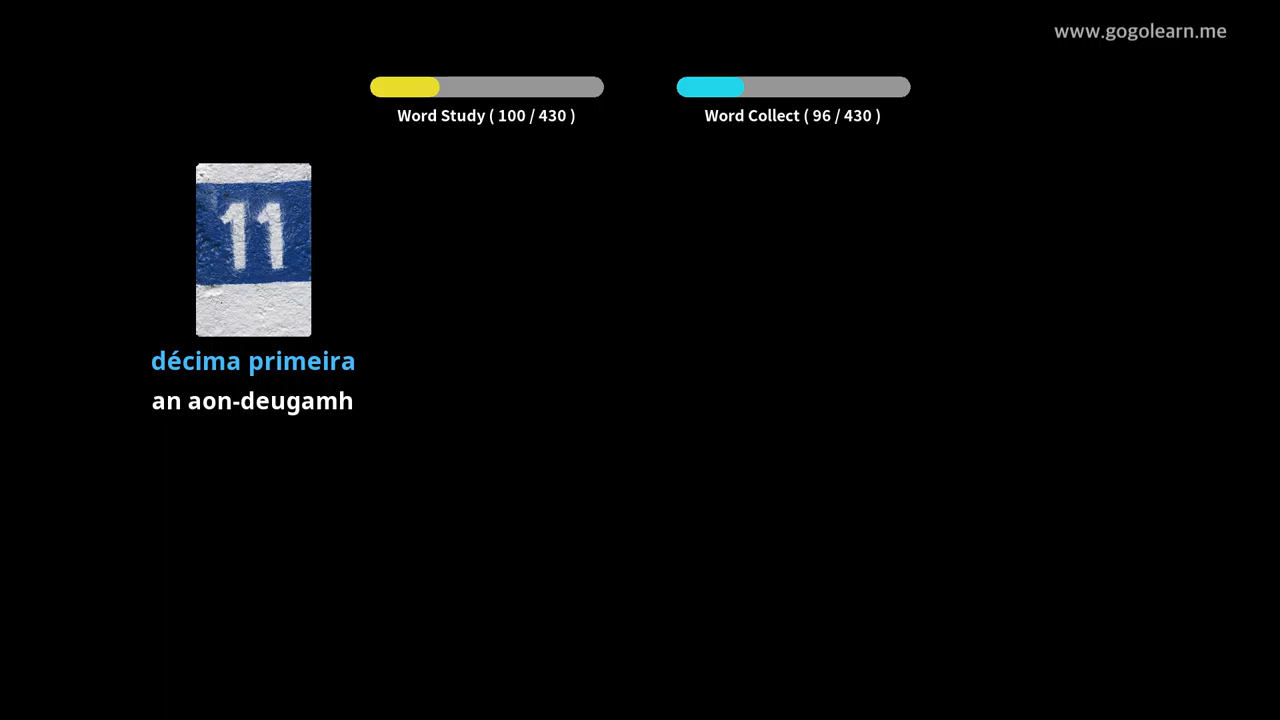 www.gogolearn.me
Word Study ( 100 / 430 )
Word Collect ( 96 / 430 )
11
décima primeira
an aon-deugamh